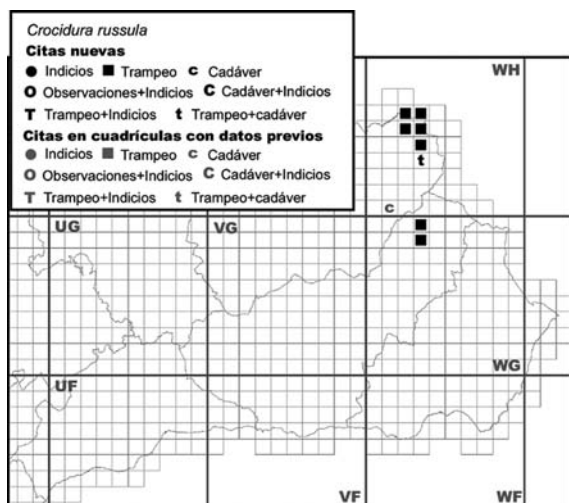 Crocidura russula
Citas nuevas
● Indicios ■ Trampeo c Cadáver
O Observaciones+Indicios C Cadáver+Indicios
T Trampeo+Indicios t Trampeo+cadáver
Citas en cuadrículas con datos previos
● Indicios ■ Trampeo c Cadáver
O Observaciones+Indicios C Cadáver+Indicios
T Trampeo+Indicios t Trampeo+cadáver
WH
t
c
UG VG
WG
UF
VF WF